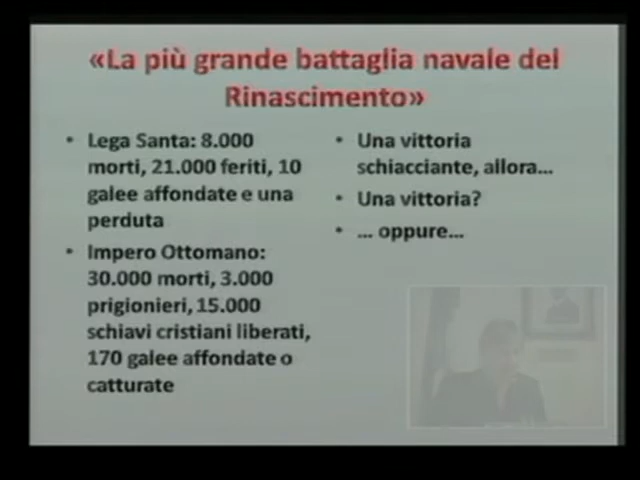 «La più grande battaglia navale del
Rinascimento»
• Lega Santa: 8.000
morti, 21.000 feriti, 10
galee affondate e una
perduta
• Impero Ottomano:
30.000 morti, 3.000
prigionieri, 15.000
schiavi cristiani liberati,
170 galee affondate o
catturate
• Una vittoria
schiacciante, allora...
• Una vittoria?
• ... oppure...